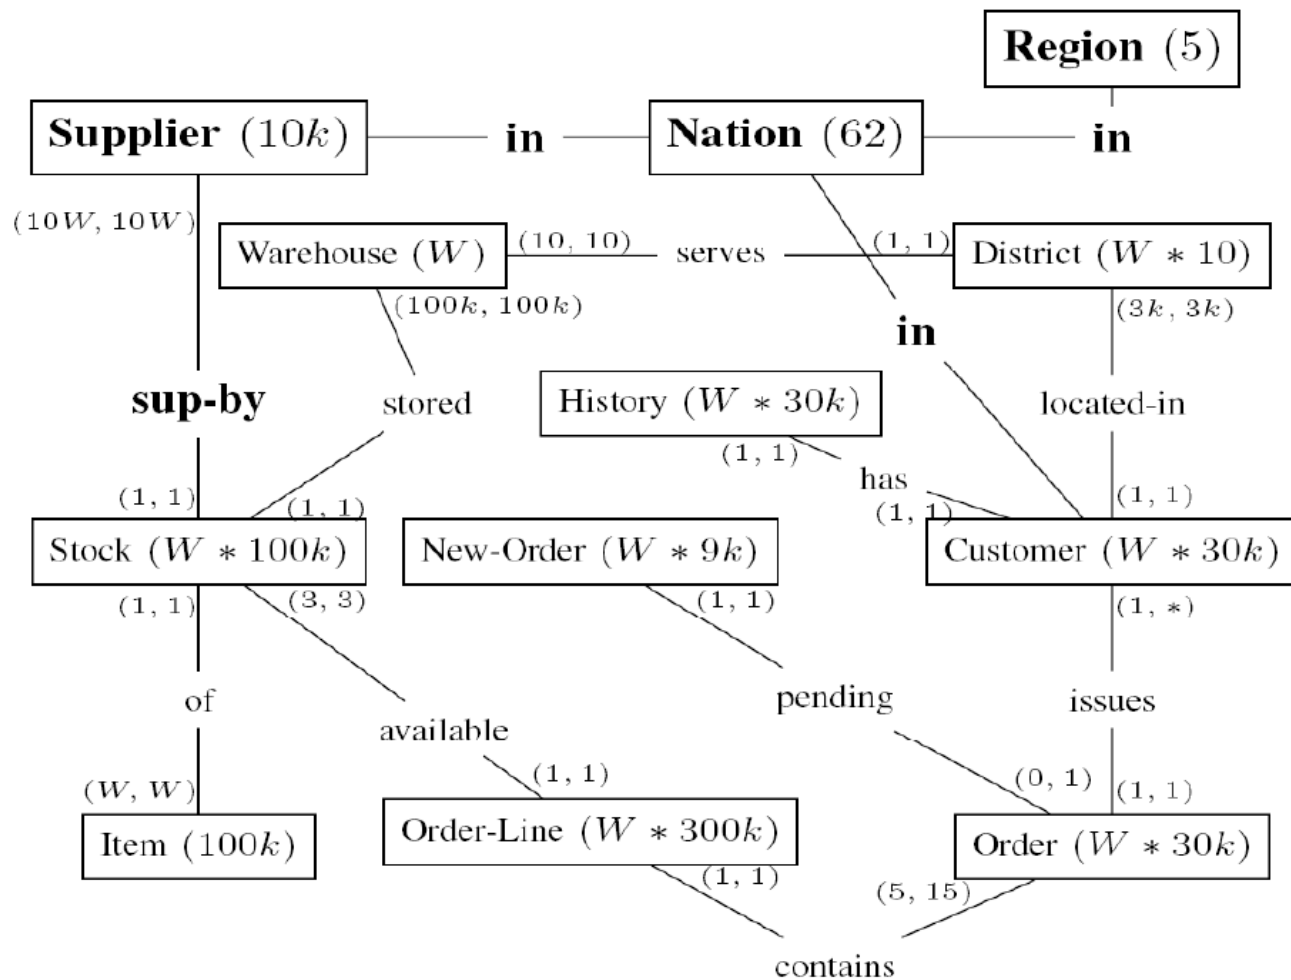 Region (5)
Supplier (10k)
in
Nation (62)
in
(10W, 10W)
Warehouse (W)
(10, 10)
serves
(1, 1)
District (W * 10)
(100k, 100k)
(3k, 3k)
in
sup-by
stored
History (W * 30k)
located-in
(1, 1)
has
(1, 1)
(1, 1)
(1, 1)
(1, 1)
Stock (W * 100k)
New-Order (W * 9k)
Customer (W * 30k)
(1, 1)
(3, 3)
(1, 1)
(1, *)
of
pending
issues
available
(W, W)
(1, 1)
(0, 1)
(1, 1)
Item (100k)
Order-Line (W * 300k)
Order (W * 30k)
(1, 1)
(5, 15)
contains